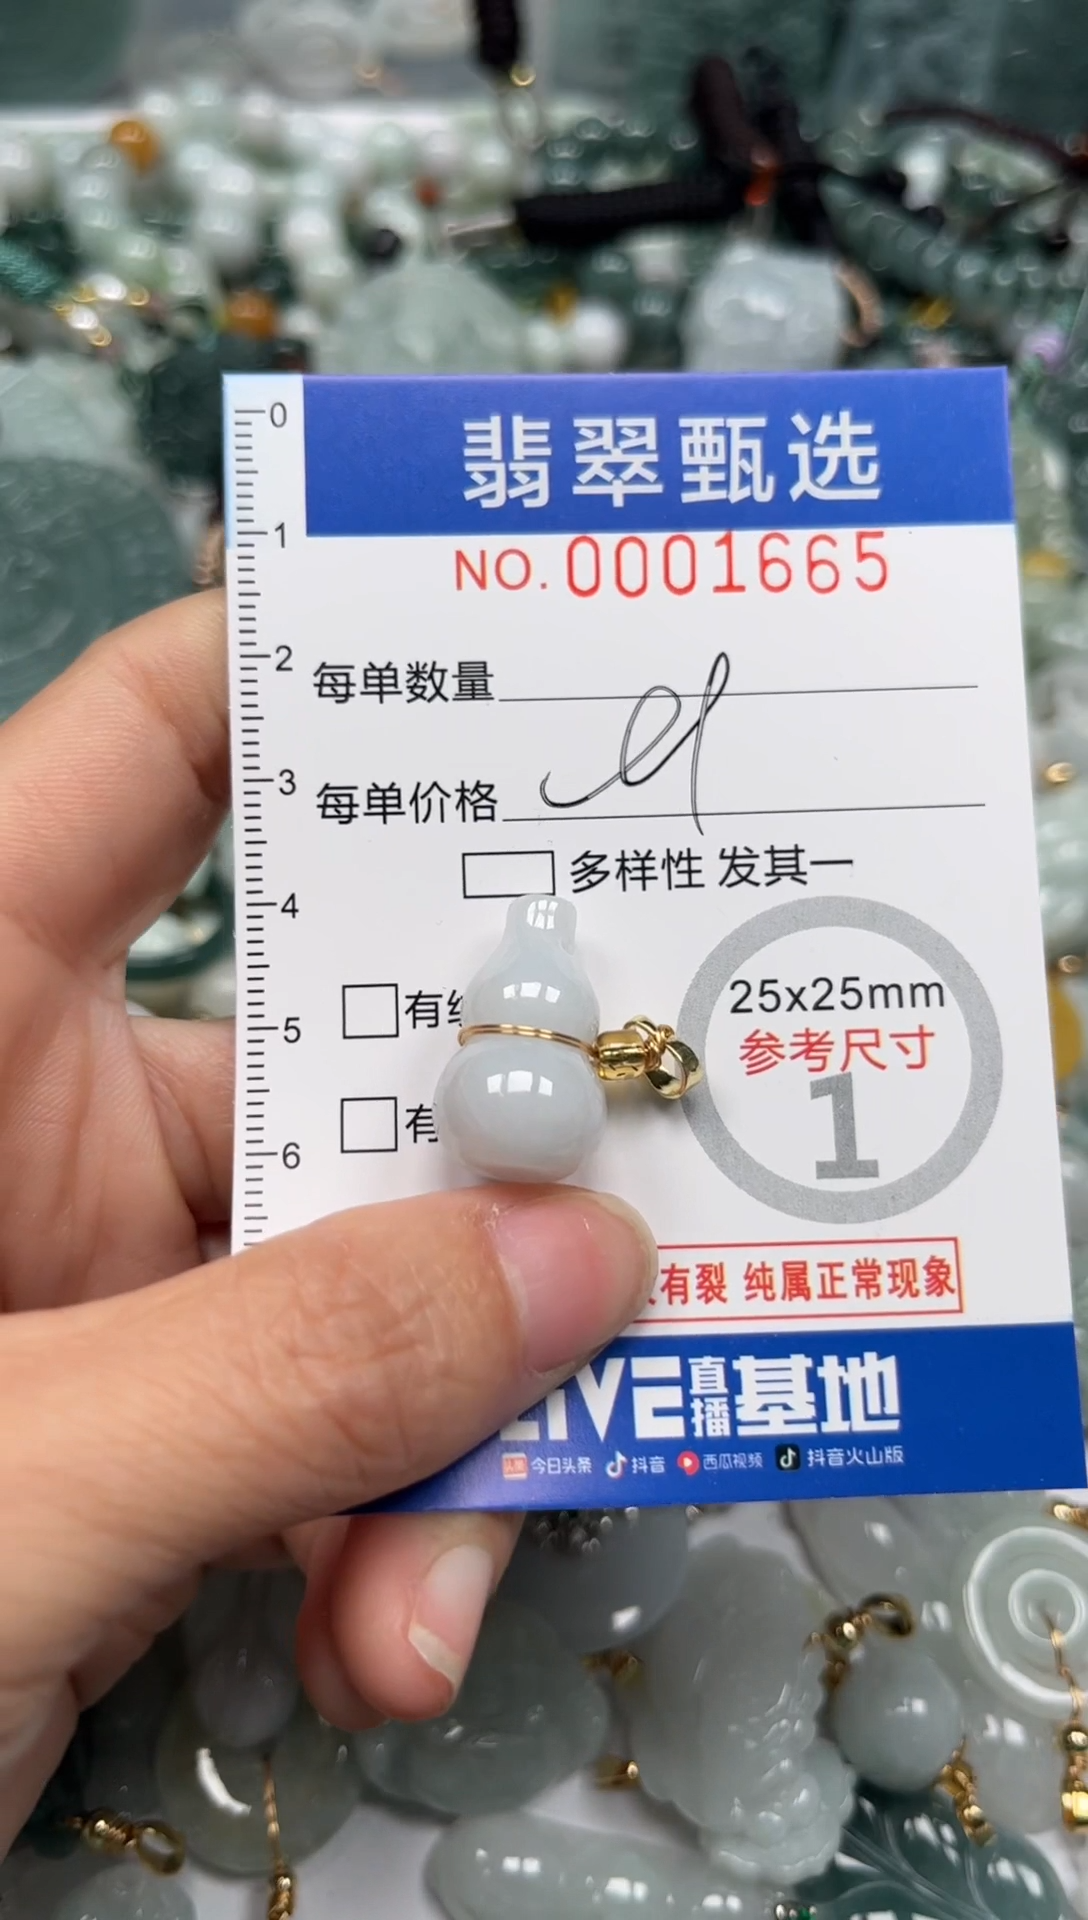 翡翠甄选
NO.0001665
0
1
2
3
4
5
6
每单数量
每单价格
多样性 发其一
有
有
25x25mm
参考尺寸
1
有裂 纯属正常现象
LIVE直播基地
今日头条 抖音 西瓜视频 抖音火山版